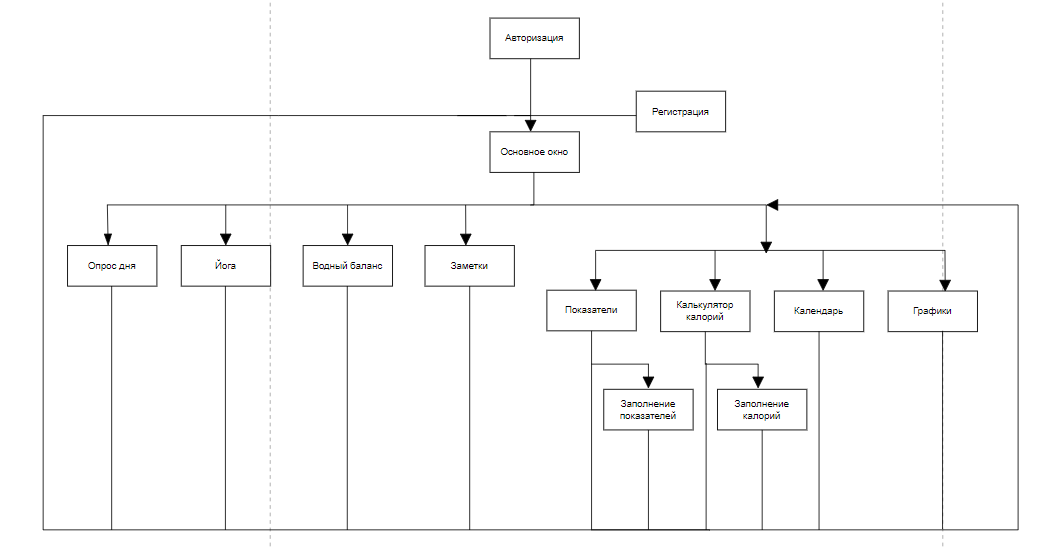 Авторизация
Регистрация
Основное окно
Опрос дня
Йога
Водный баланс
Заметки
Показатели
Калькулятор
калорий
Календарь
Графики
Заполнение
показателей
Заполнение
калорий